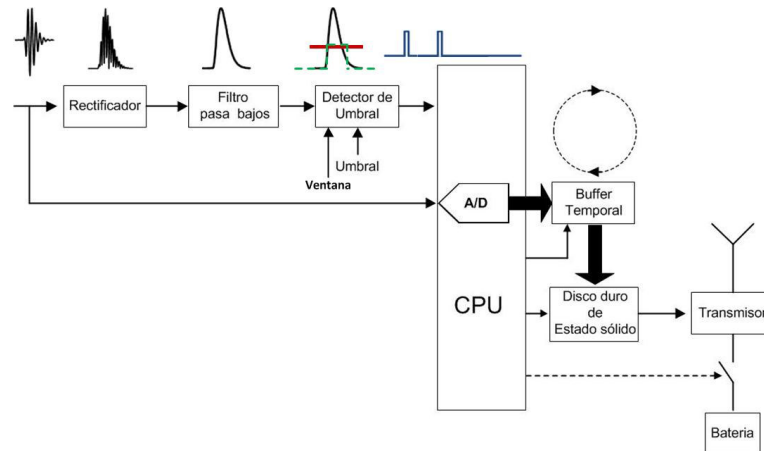 Rectificador
Filtro
pasa bajos
Detector de
Umbral
Umbral
Ventana
A/D
CPU
Buffer
Temporal
Disco duro
de
Estado sólido
Transmisor
Bateria